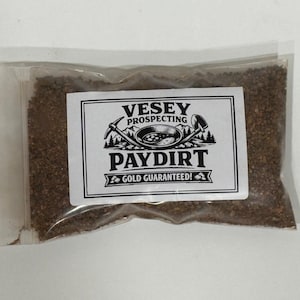 VESEY
PROSPECTING
PAYDIRT
GOLD GUARANTEED!